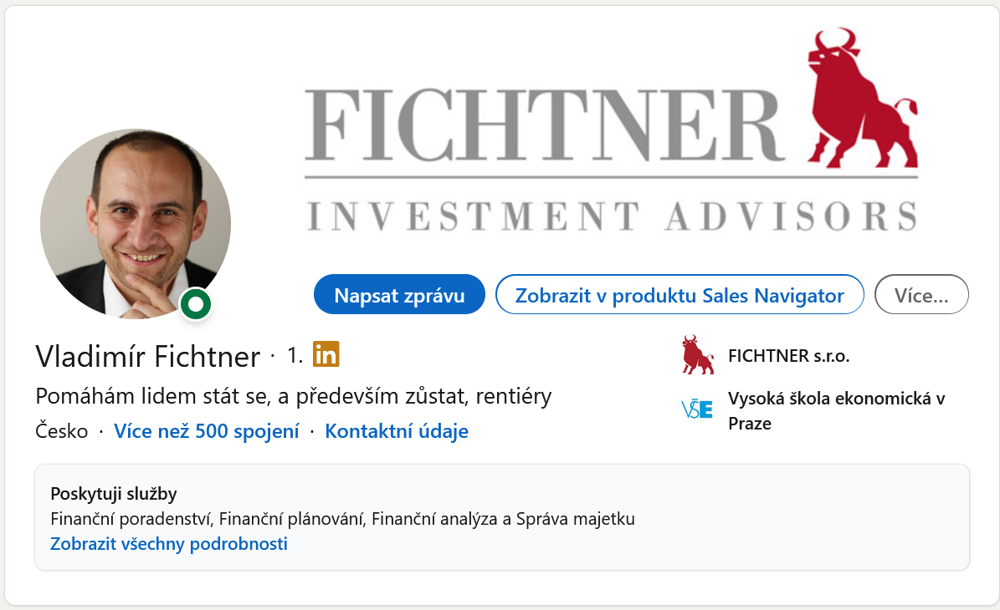 FICHTNER
INVESTMENT ADVISORS
Napsat zprávu
Zobrazit v produktu Sales Navigator
Více...
Vladimír Fichtner · 1. in
Pomáhám lidem stát se, a především zůstat, rentiéry
Česko · Více než 500 spojení · Kontaktní údaje
FICHTNER s.r.o.
VŠE
Vysoká škola ekonomická v
Praze
Poskytuji služby
Finanční poradenství, Finanční plánování, Finanční analýza a Správa majetku
Zobrazit všechny podrobnosti